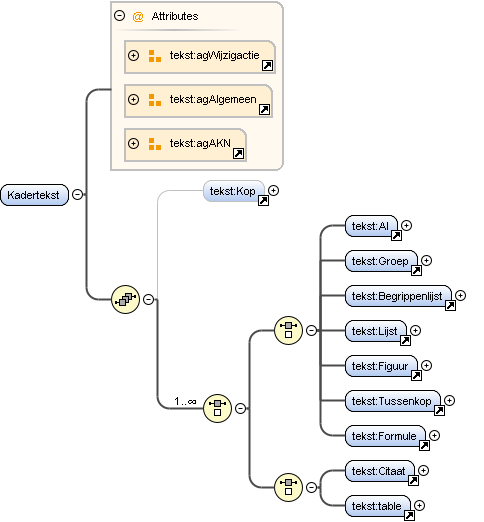 @ Attributes
tekst:agWijzigactie
tekst:agAlgemeen
tekst:agAKN
Kadertekst
tekst:Kop
1..∞
tekst:Al
tekst:Groep
tekst:Begrippenlijst
tekst:Lijst
tekst:Figuur
tekst:Tussenkop
tekst:Formule
tekst:Citaat
tekst:table